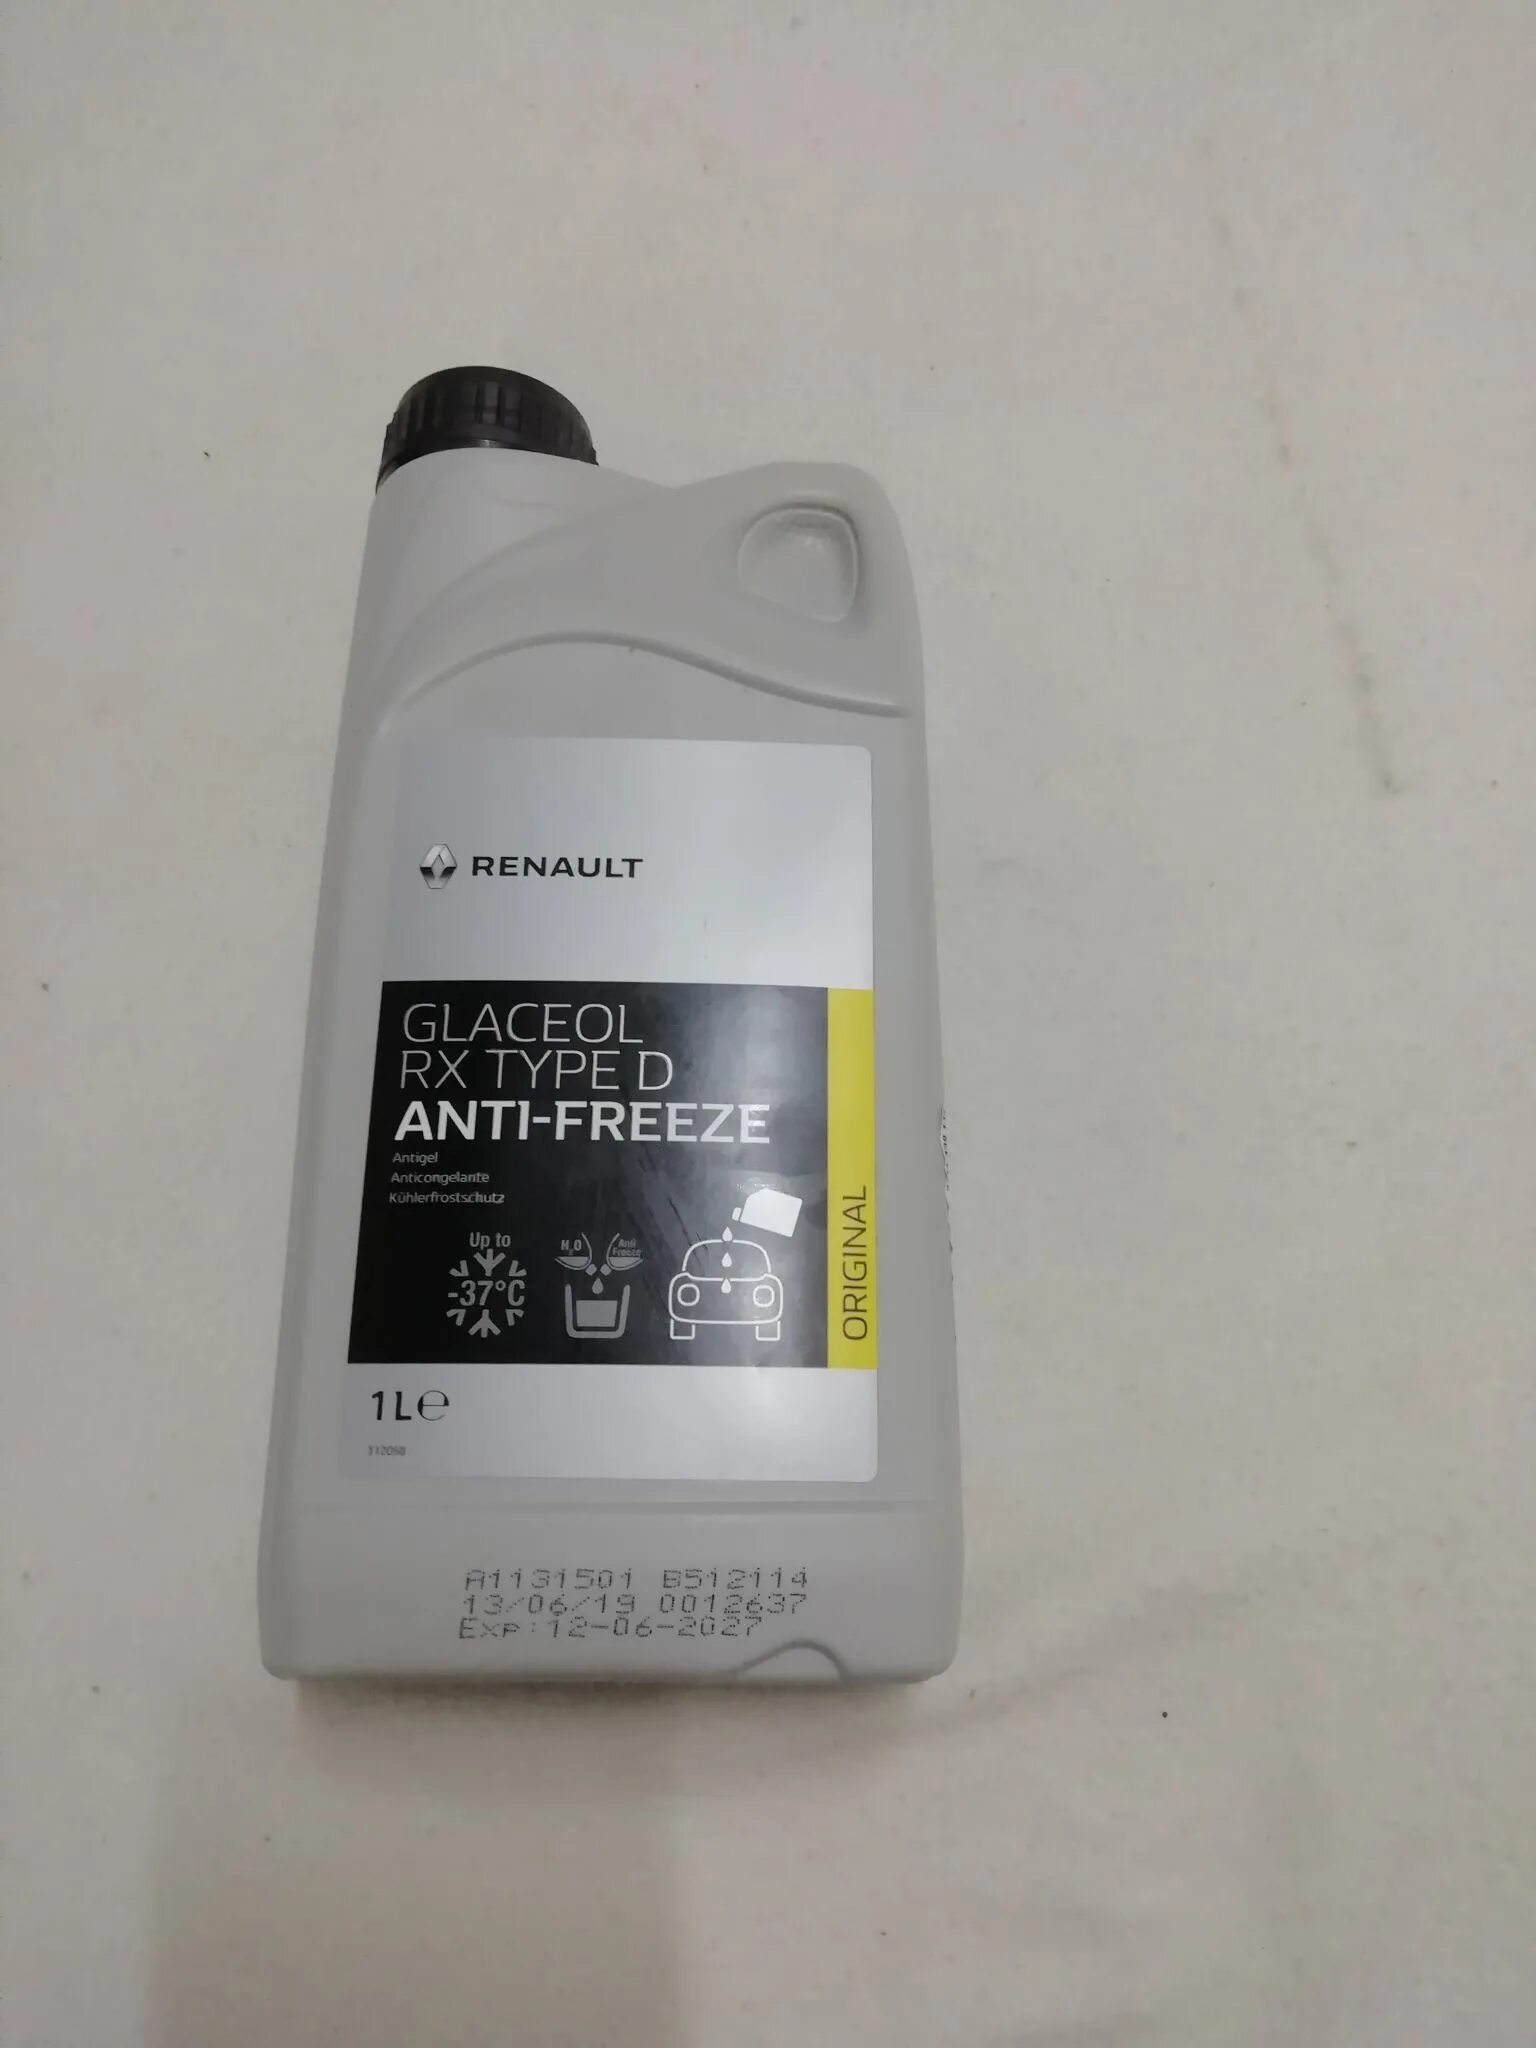 RENAULT
GLACEOL
RX TYPE D
ANTI-FREEZE
Antigel
Anticongelante
Kühlerfrostschutz
Up to
-37°C
H₂O
Anti
Freeze
ORIGINAL
1L℮
A1131501 B512114
13/06/19 0012637
Exp:12-06-2027